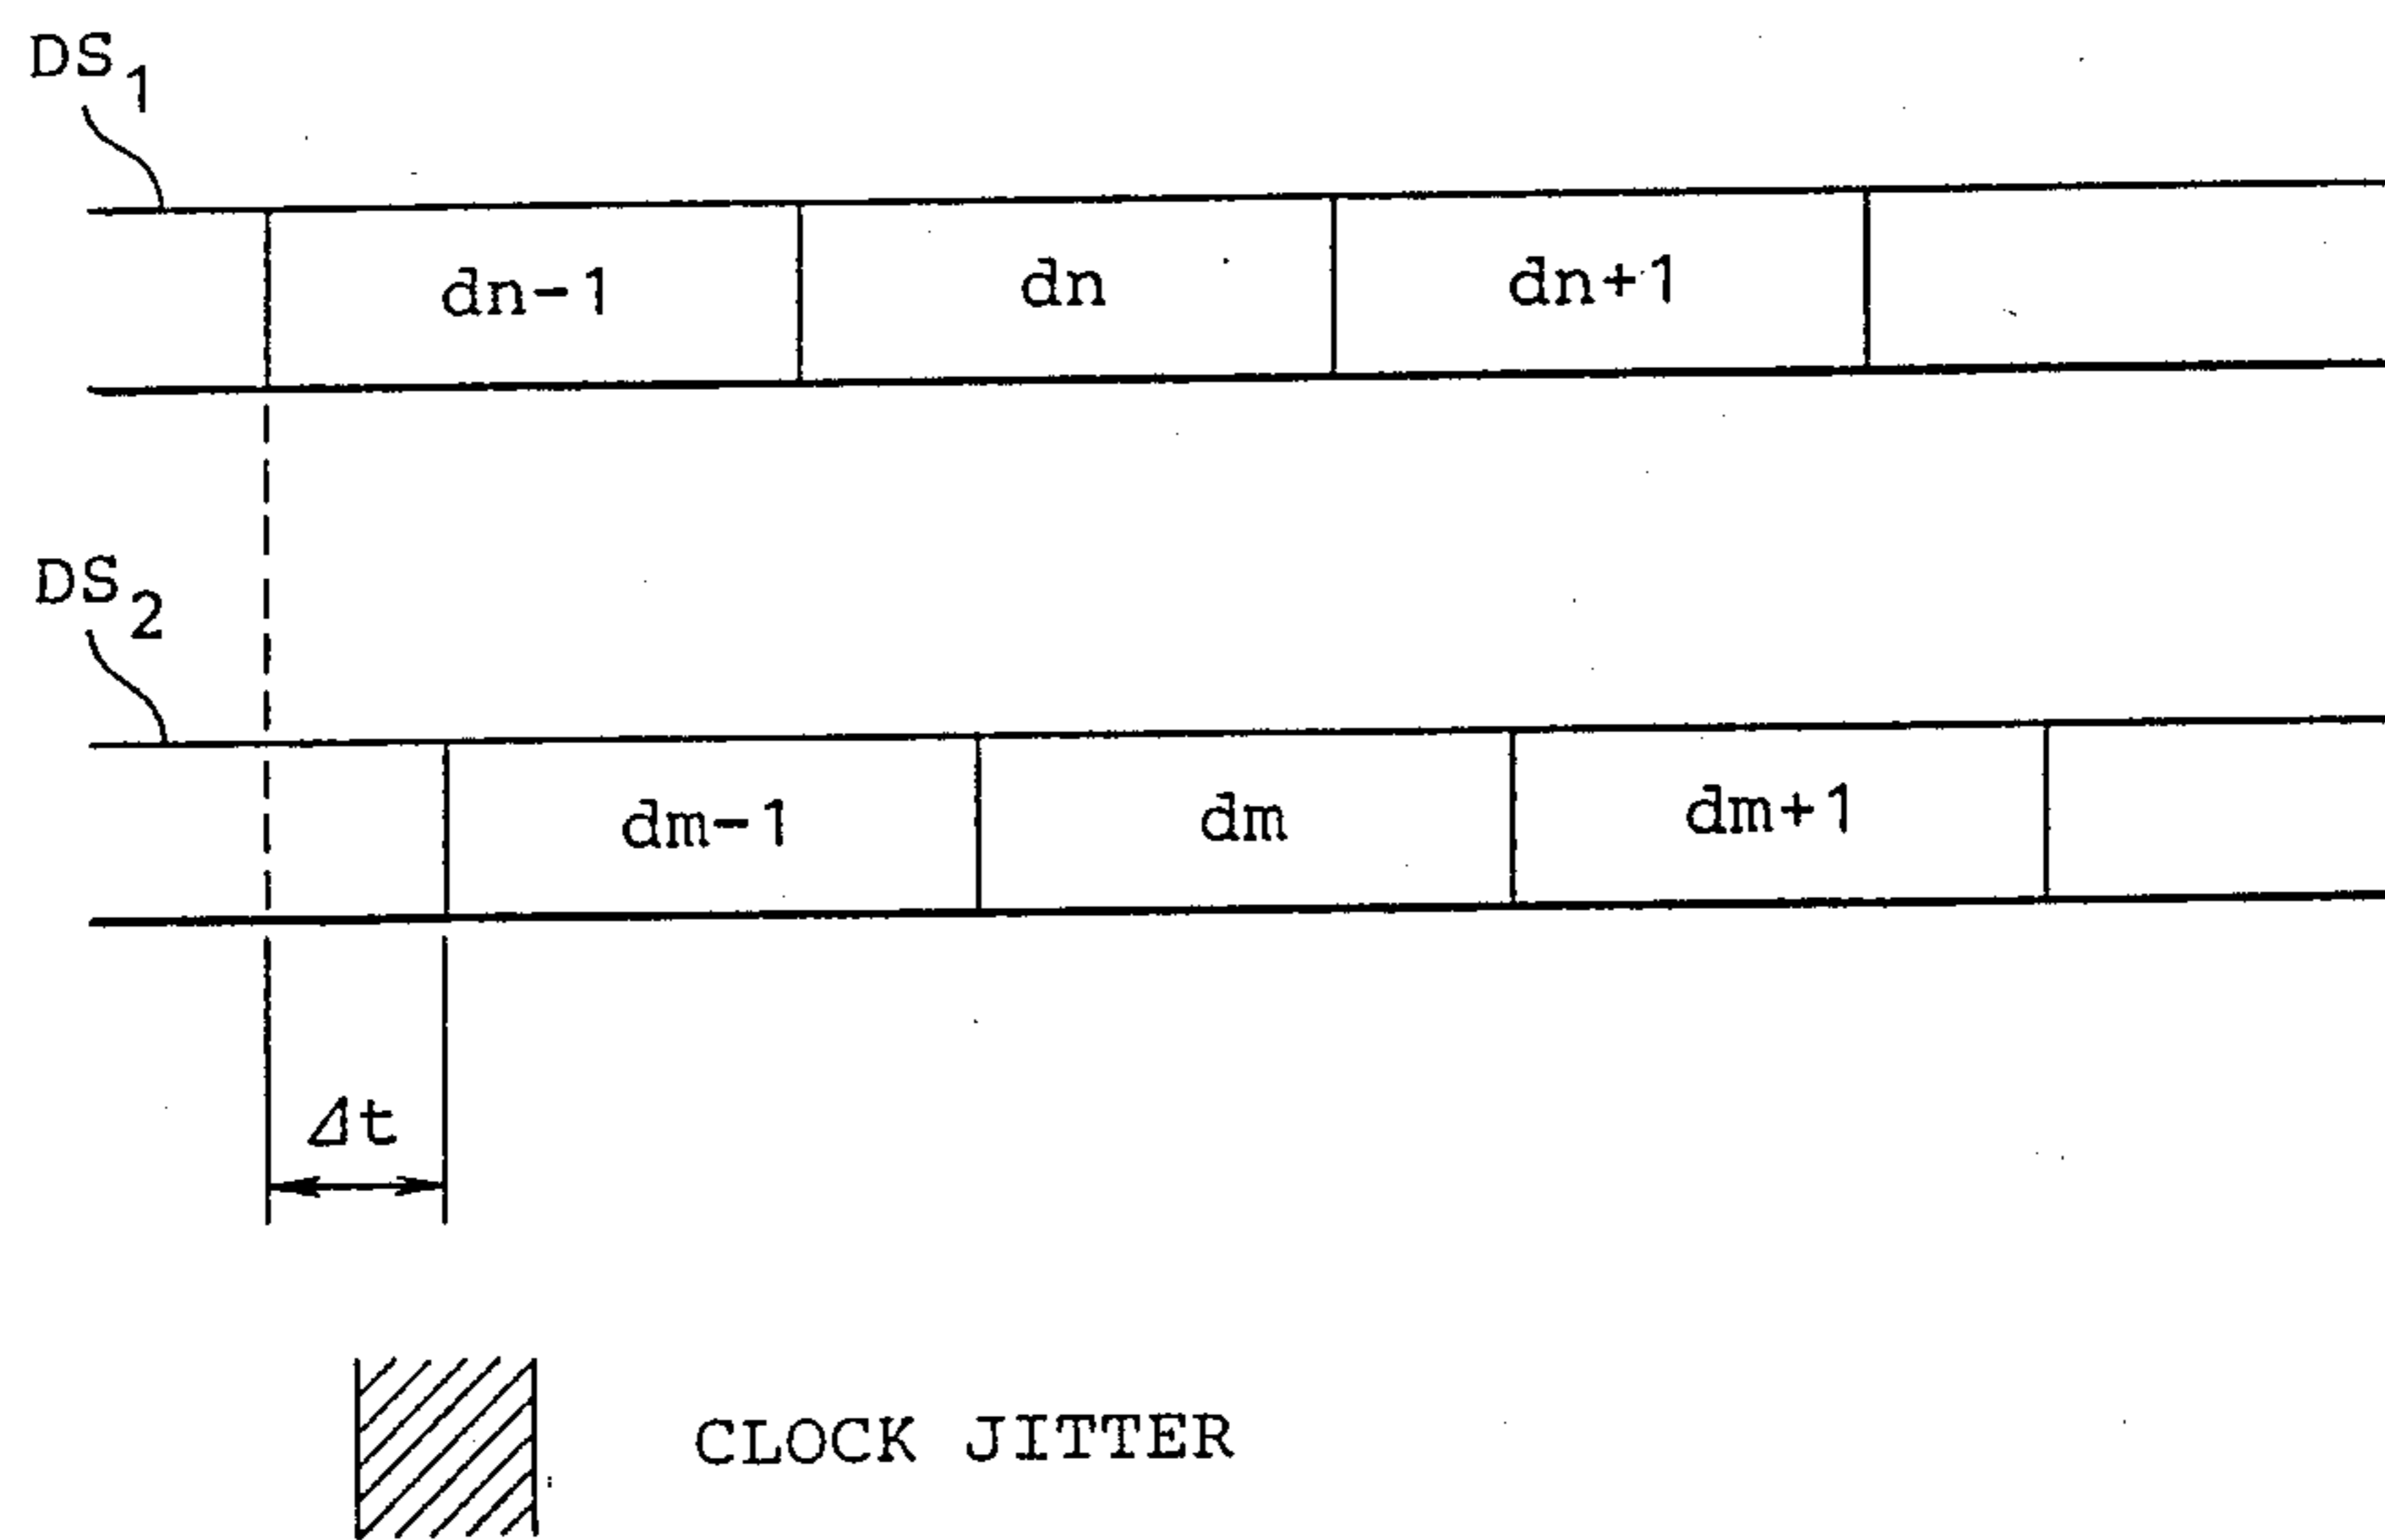 DS1
dn-1 dn dn+1
DS2
dm-1 dm dm+1
Δt
CLOCK JITTER